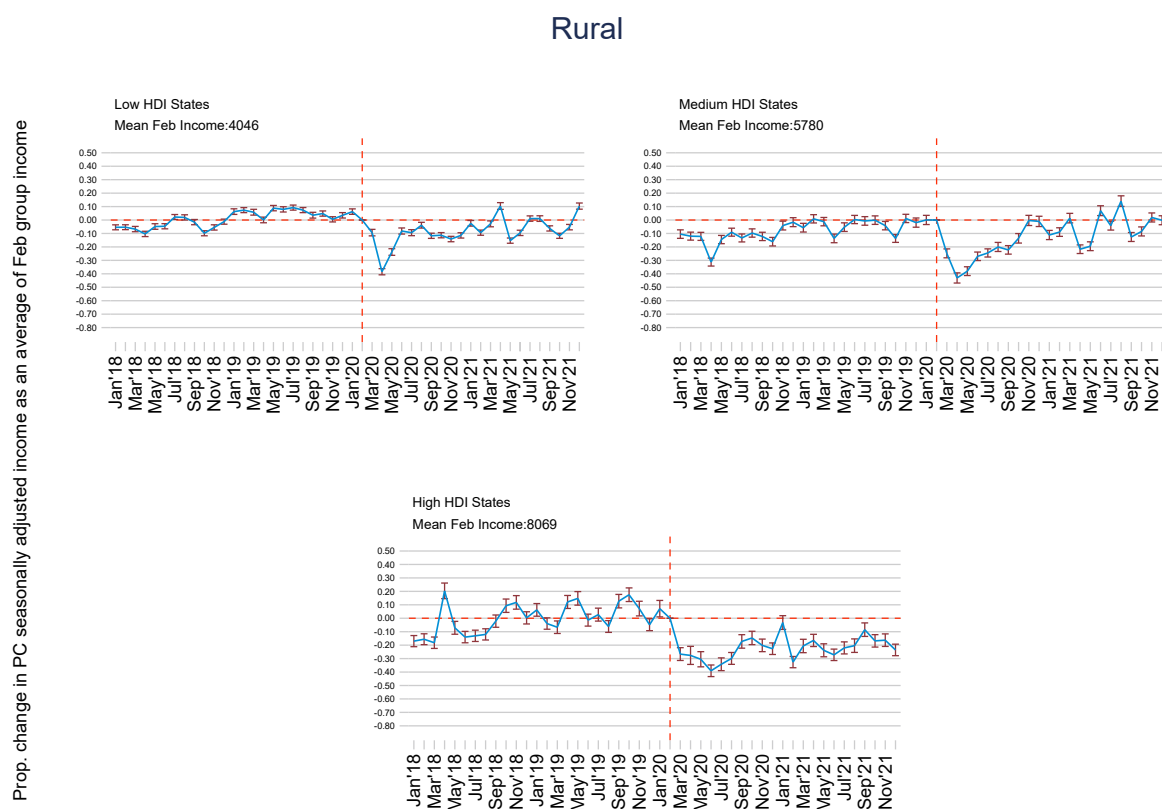 Rural
Prop. change in PC seasonally adjusted income as an average of Feb group income
Low HDI States
Mean Feb Income:4046
0.50
0.40
0.30
0.20
0.10
0.00
-0.10
-0.20
-0.30
-0.40
-0.50
-0.60
-0.70
-0.80
Jan'18
Mar'18
May'18
Jul'18
Sep'18
Nov'18
Jan'19
Mar'19
May'19
Jul'19
Sep'19
Nov'19
Jan'20
Mar'20
May'20
Jul'20
Sep'20
Nov'20
Jan'21
Mar'21
May'21
Jul'21
Sep'21
Nov'21
Medium HDI States
Mean Feb Income:5780
0.50
0.40
0.30
0.20
0.10
0.00
-0.10
-0.20
-0.30
-0.40
-0.50
-0.60
-0.70
-0.80
Jan'18
Mar'18
May'18
Jul'18
Sep'18
Nov'18
Jan'19
Mar'19
May'19
Jul'19
Sep'19
Nov'19
Jan'20
Mar'20
May'20
Jul'20
Sep'20
Nov'20
Jan'21
Mar'21
May'21
Jul'21
Sep'21
Nov'21
High HDI States
Mean Feb Income:8069
0.50
0.40
0.30
0.20
0.10
0.00
-0.10
-0.20
-0.30
-0.40
-0.50
-0.60
-0.70
-0.80
Jan'18
Mar'18
May'18
Jul'18
Sep'18
Nov'18
Jan'19
Mar'19
May'19
Jul'19
Sep'19
Nov'19
Jan'20
Mar'20
May'20
Jul'20
Sep'20
Nov'20
Jan'21
Mar'21
May'21
Jul'21
Sep'21
Nov'21